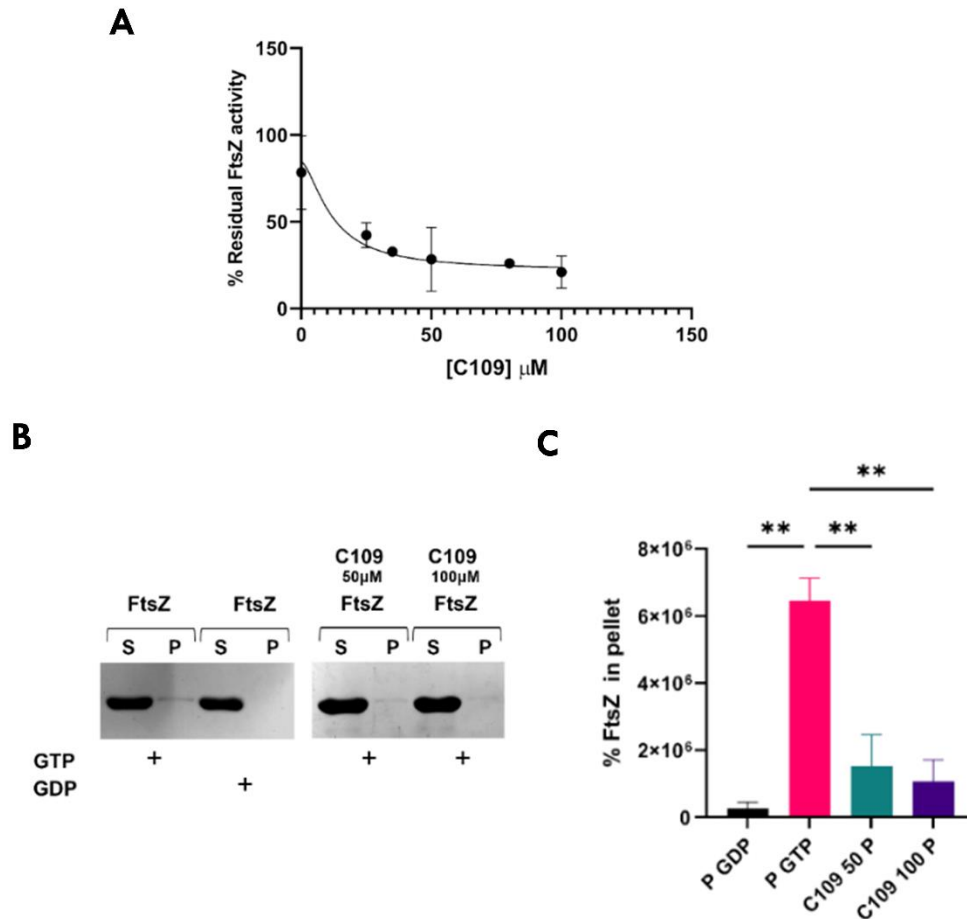 A
150
100
50
0
% Residual FtsZ activity
0 50 100 150
[C109] μM
B
C109 C109
50μM 100μM
FtsZ FtsZ FtsZ FtsZ
S P S P S P S P
GTP + + +
GDP +
C
**
** **
8×10⁶
6×10⁶
4×10⁶
2×10⁶
0
% FtsZ in pellet
P GDP
P GTP
C109 50 P
C109 100 P